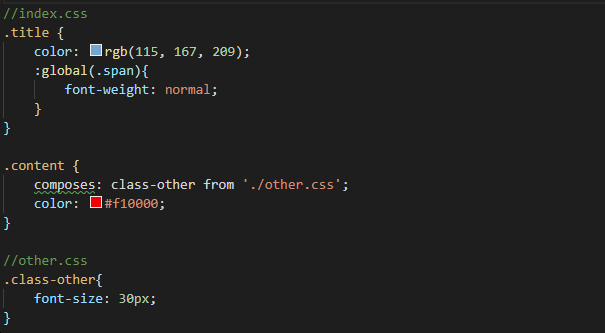 //index.css
.title {
    color: rgb(115, 167, 209);
    :global(.span){
        font-weight: normal;
    }
}

.content {
    composes: class-other from './other.css';
    color: #f10000;
}

//other.css
.class-other{
    font-size: 30px;
}